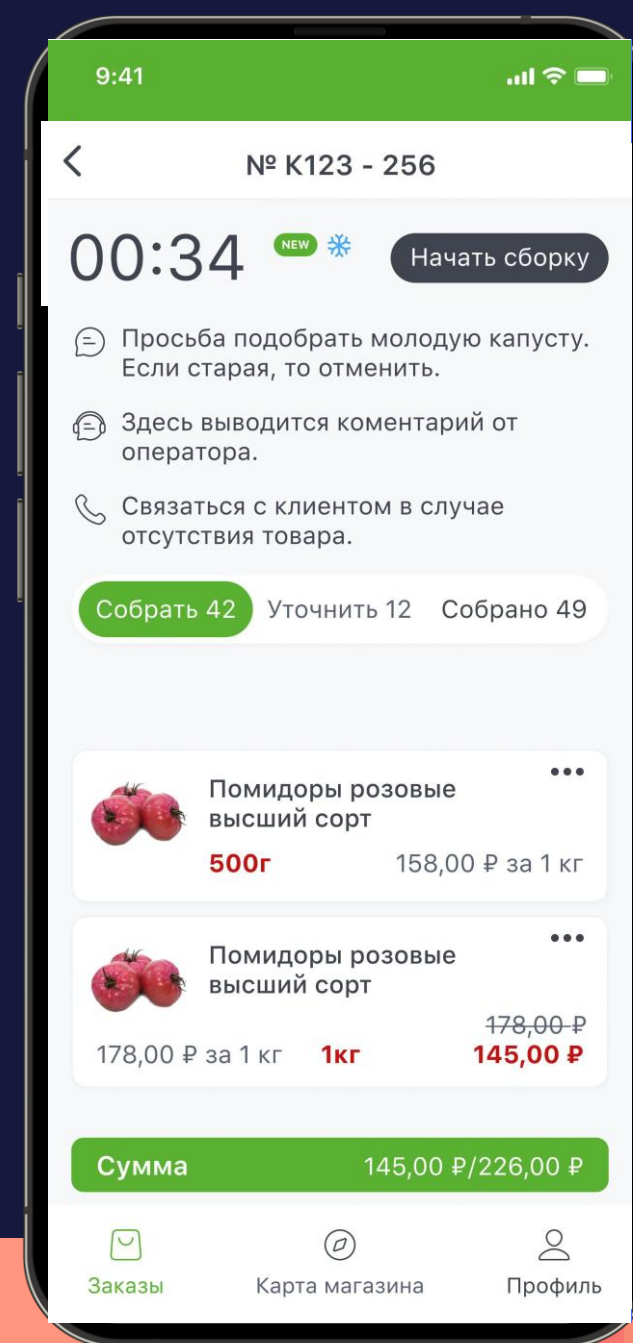 9:41
№ К123 - 256
00:34 NEW Начать сборку
Просьба подобрать молодую капусту.
Если старая, то отменить.
Здесь выводится коментарий от
оператора.
Связаться с клиентом в случае
отсутствия товара.
Собрать 42 Уточнить 12 Собрано 49
Помидоры розовые
высший сорт
500г 158,00 ₽ за 1 кг
Помидоры розовые
высший сорт
178,00 ₽
178,00 ₽ за 1 кг 1кг 145,00 ₽
Сумма 145,00 ₽/226,00 ₽
Заказы Карта магазина Профиль